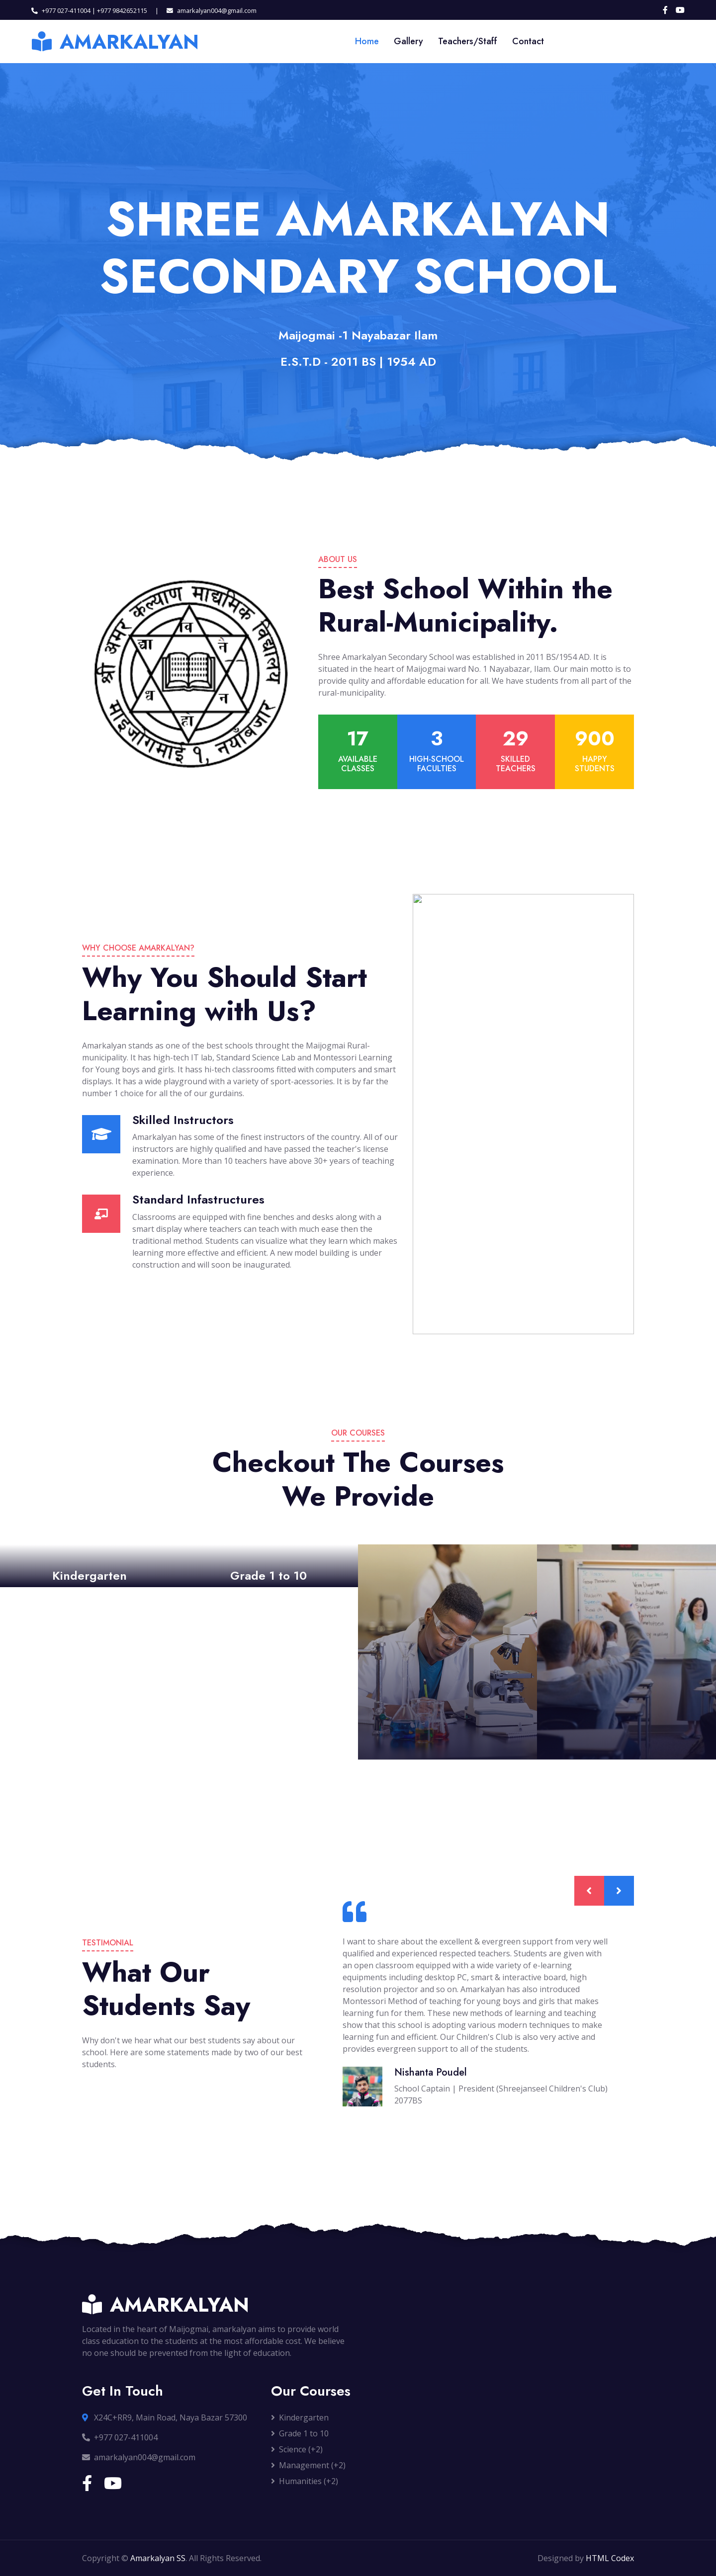 +977 027-411004 | +977 9842652115 | amarkalyan004@gmail.com
AMARKALYAN
Home Gallery Teachers/Staff Contact
SHREE AMARKALYAN
SECONDARY SCHOOL
Maijogmai -1 Nayabazar Ilam
E.S.T.D - 2011 BS | 1954 AD
श्री अमर कल्याण माध्यमिक विद्यालय
माइजोगमाई १, नयाबजार
ABOUT US
Best School Within the
Rural-Municipality.
Shree Amarkalyan Secondary School was established in 2011 BS/1954 AD. It is
situated in the heart of Maijogmai ward No. 1 Nayabazar, Ilam. Our main motto is to
provide qulity and affordable education for all. We have students from all part of the
rural-municipality.
17
AVAILABLE
CLASSES
3
HIGH-SCHOOL
FACULTIES
29
SKILLED
TEACHERS
900
HAPPY
STUDENTS
WHY CHOOSE AMARKALYAN?
Why You Should Start
Learning with Us?
Amarkalyan stands as one of the best schools throught the Maijogmai Rural-
municipality. It has high-tech IT lab, Standard Science Lab and Montessori Learning
for Young boys and girls. It hass hi-tech classrooms fitted with computers and smart
displays. It has a wide playground with a variety of sport-acessories. It is by far the
number 1 choice for all the of our gurdains.
Skilled Instructors
Amarkalyan has some of the finest instructors of the country. All of our
instructors are highly qualified and have passed the teacher's license
examination. More than 10 teachers have above 30+ years of teaching
experience.
Standard Infastructures
Classrooms are equipped with fine benches and desks along with a
smart display where teachers can teach with much ease then the
traditional method. Students can visualize what they learn which makes
learning more effective and efficient. A new model building is under
construction and will soon be inaugurated.
OUR COURSES
Checkout The Courses
We Provide
Kindergarten
Grade 1 to 10
TESTIMONIAL
What Our
Students Say
Why don't we hear what our best students say about our
school. Here are some statements made by two of our best
students.
I want to share about the excellent & evergreen support from very well
qualified and experienced respected teachers. Students are given with
an open classroom equipped with a wide variety of e-learning
equipments including desktop PC, smart & interactive board, high
resolution projector and so on. Amarkalyan has also introduced
Montessori Method of teaching for young boys and girls that makes
learning fun for them. These new methods of learning and teaching
show that this school is adopting various modern techniques to make
learning fun and efficient. Our Children's Club is also very active and
provides evergreen support to all of the students.
Nishanta Poudel
School Captain | President (Shreejanseel Children's Club)
2077BS
AMARKALYAN
Located in the heart of Maijogmai, amarkalyan aims to provide world
class education to the students at the most affordable cost. We believe
no one should be prevented from the light of education.
Get In Touch
X24C+RR9, Main Road, Naya Bazar 57300
+977 027-411004
amarkalyan004@gmail.com
Our Courses
Kindergarten
Grade 1 to 10
Science (+2)
Management (+2)
Humanities (+2)
Copyright © Amarkalyan SS. All Rights Reserved.
Designed by HTML Codex